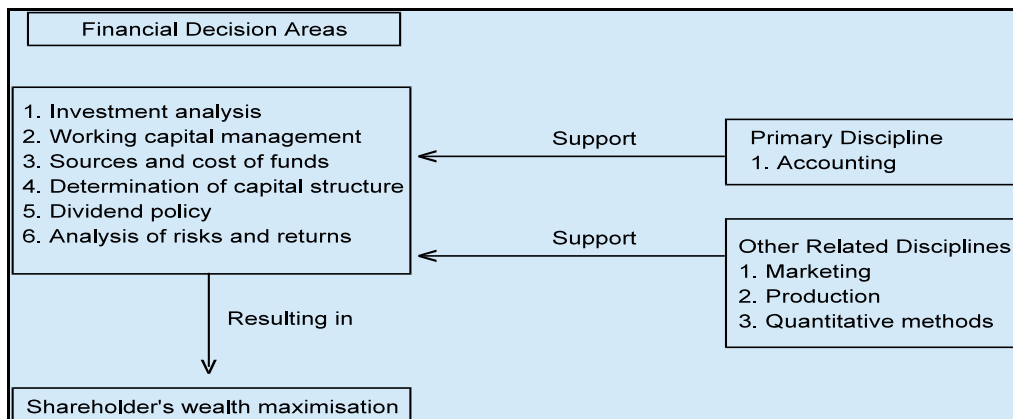 Financial Decision Areas
1. Investment analysis
2. Working capital management
3. Sources and cost of funds
4. Determination of capital structure
5. Dividend policy
6. Analysis of risks and returns
Support
Primary Discipline
1. Accounting
Support
Other Related Disciplines
1. Marketing
2. Production
3. Quantitative methods
Resulting in
Shareholder's wealth maximisation